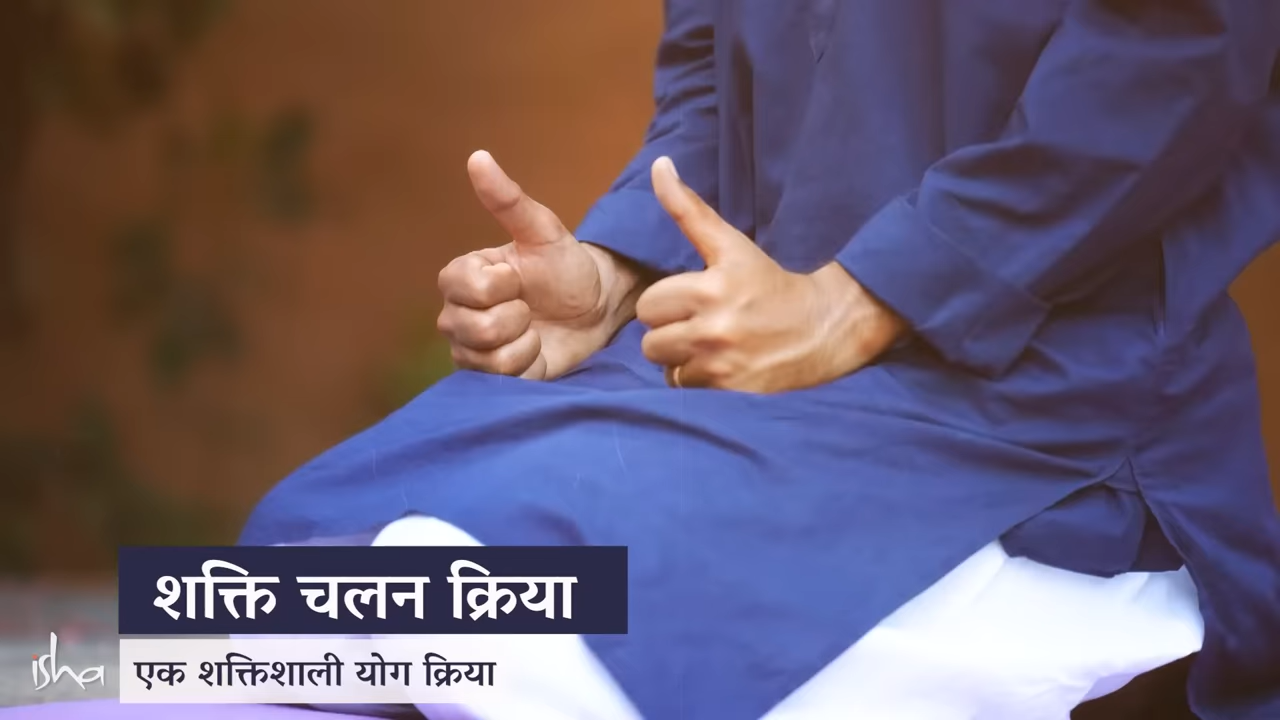 शक्ति चलन क्रिया
isha
एक शक्तिशाली योग क्रिया